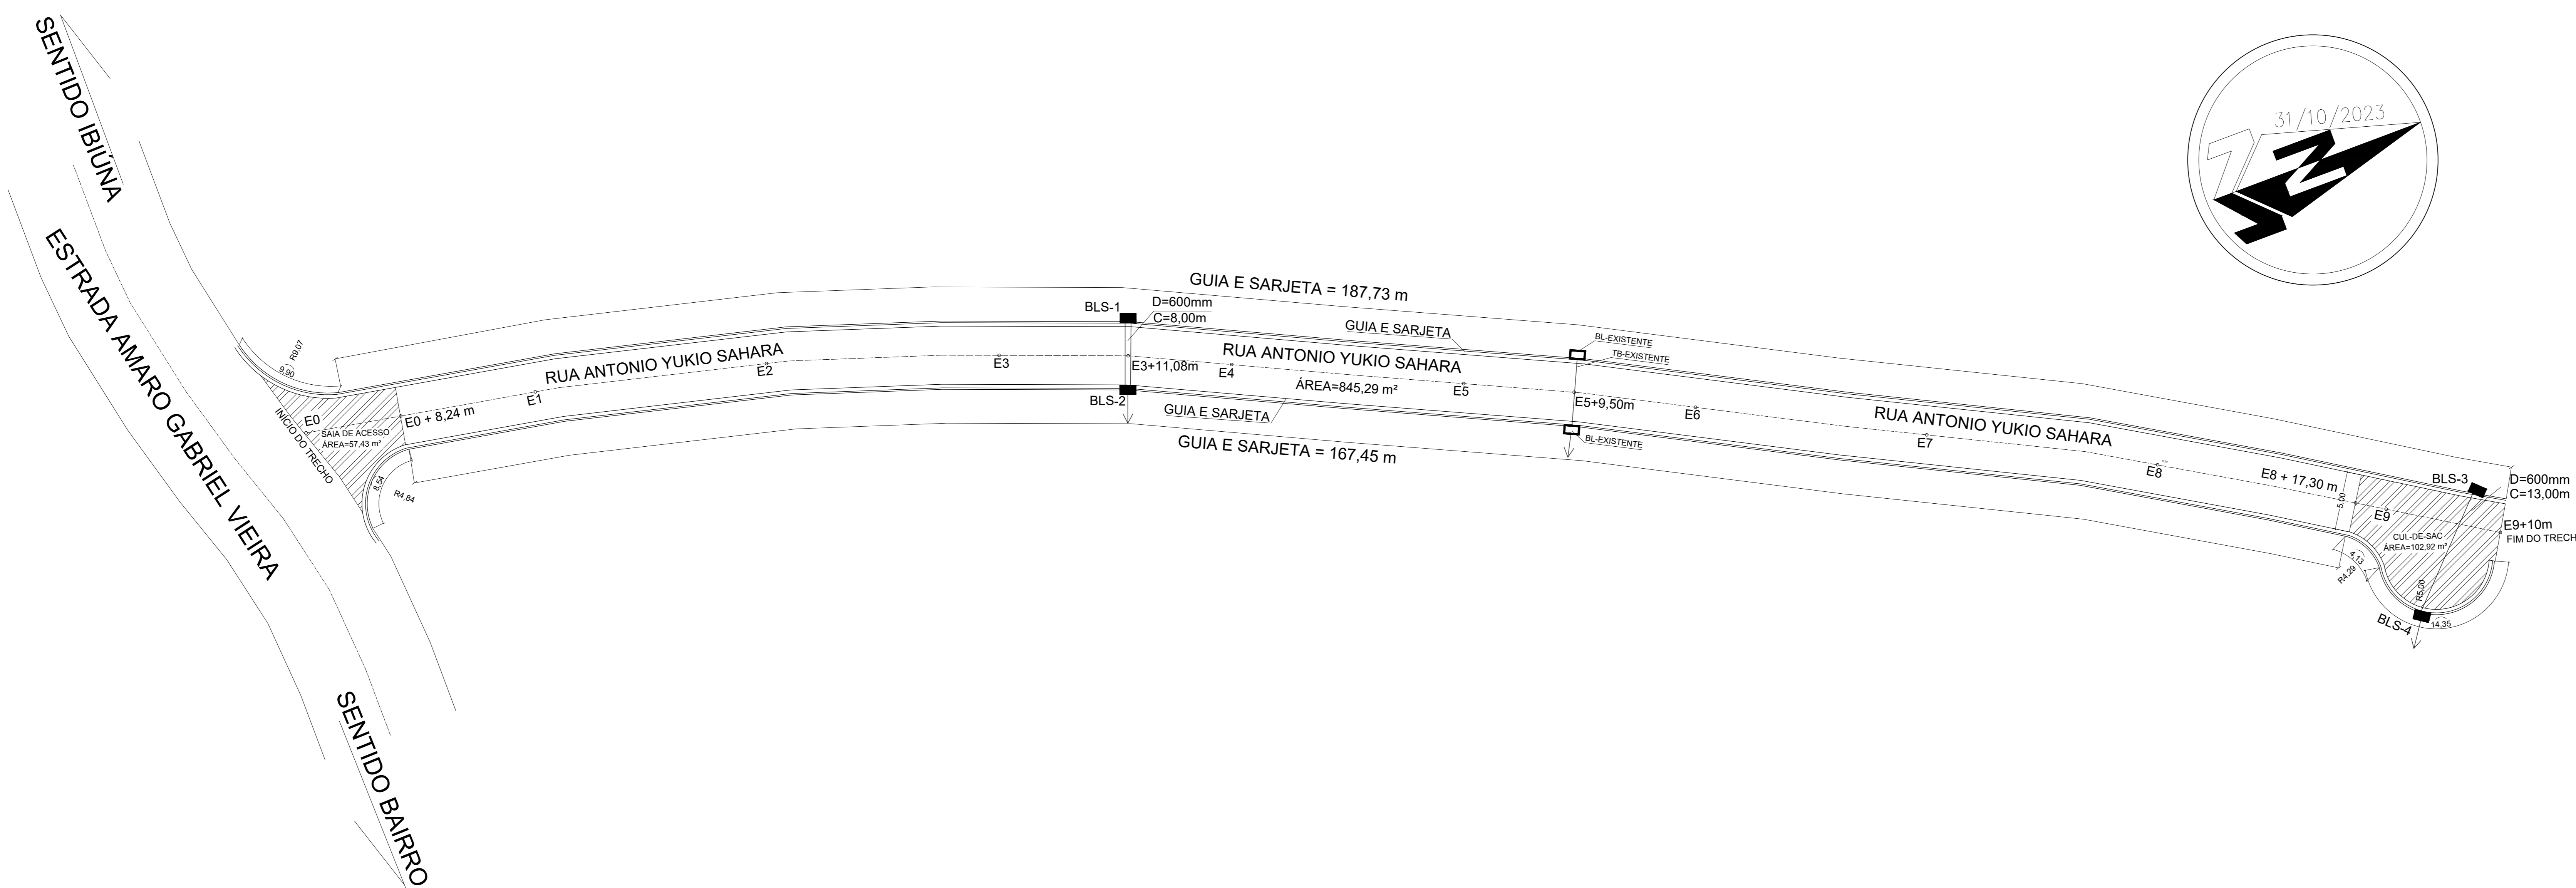 SENTIDO IBIÚNA
31/10/2023
N
ESTRADA AMARO GABRIEL VIEIRA
SENTIDO BAIRRO
R9,07
9,90
INÍCIO DO TRECHO
E0
SAIA DE ACESSO
ÁREA=57,43 m²
E0 + 8,24 m
8,54
R4,84
RUA ANTONIO YUKIO SAHARA
E1
E2
E3
GUIA E SARJETA = 187,73 m
BLS-1
D=600mm
C=8,00m
E3+11,08m
BLS-2
GUIA E SARJETA
RUA ANTONIO YUKIO SAHARA
E4
ÁREA=845,29 m²
E5
GUIA E SARJETA
GUIA E SARJETA = 167,45 m
BL-EXISTENTE
TB-EXISTENTE
E5+9,50m
BL-EXISTENTE
E6
RUA ANTONIO YUKIO SAHARA
E7
E8
E8 + 17,30 m
5,00
BLS-3
D=600mm
C=13,00m
E9
E9+10m
FIM DO TRECH
CUL-DE-SAC
ÁREA=102,92 m²
4,13
R4,29
R5,00
BLS-4
14,35